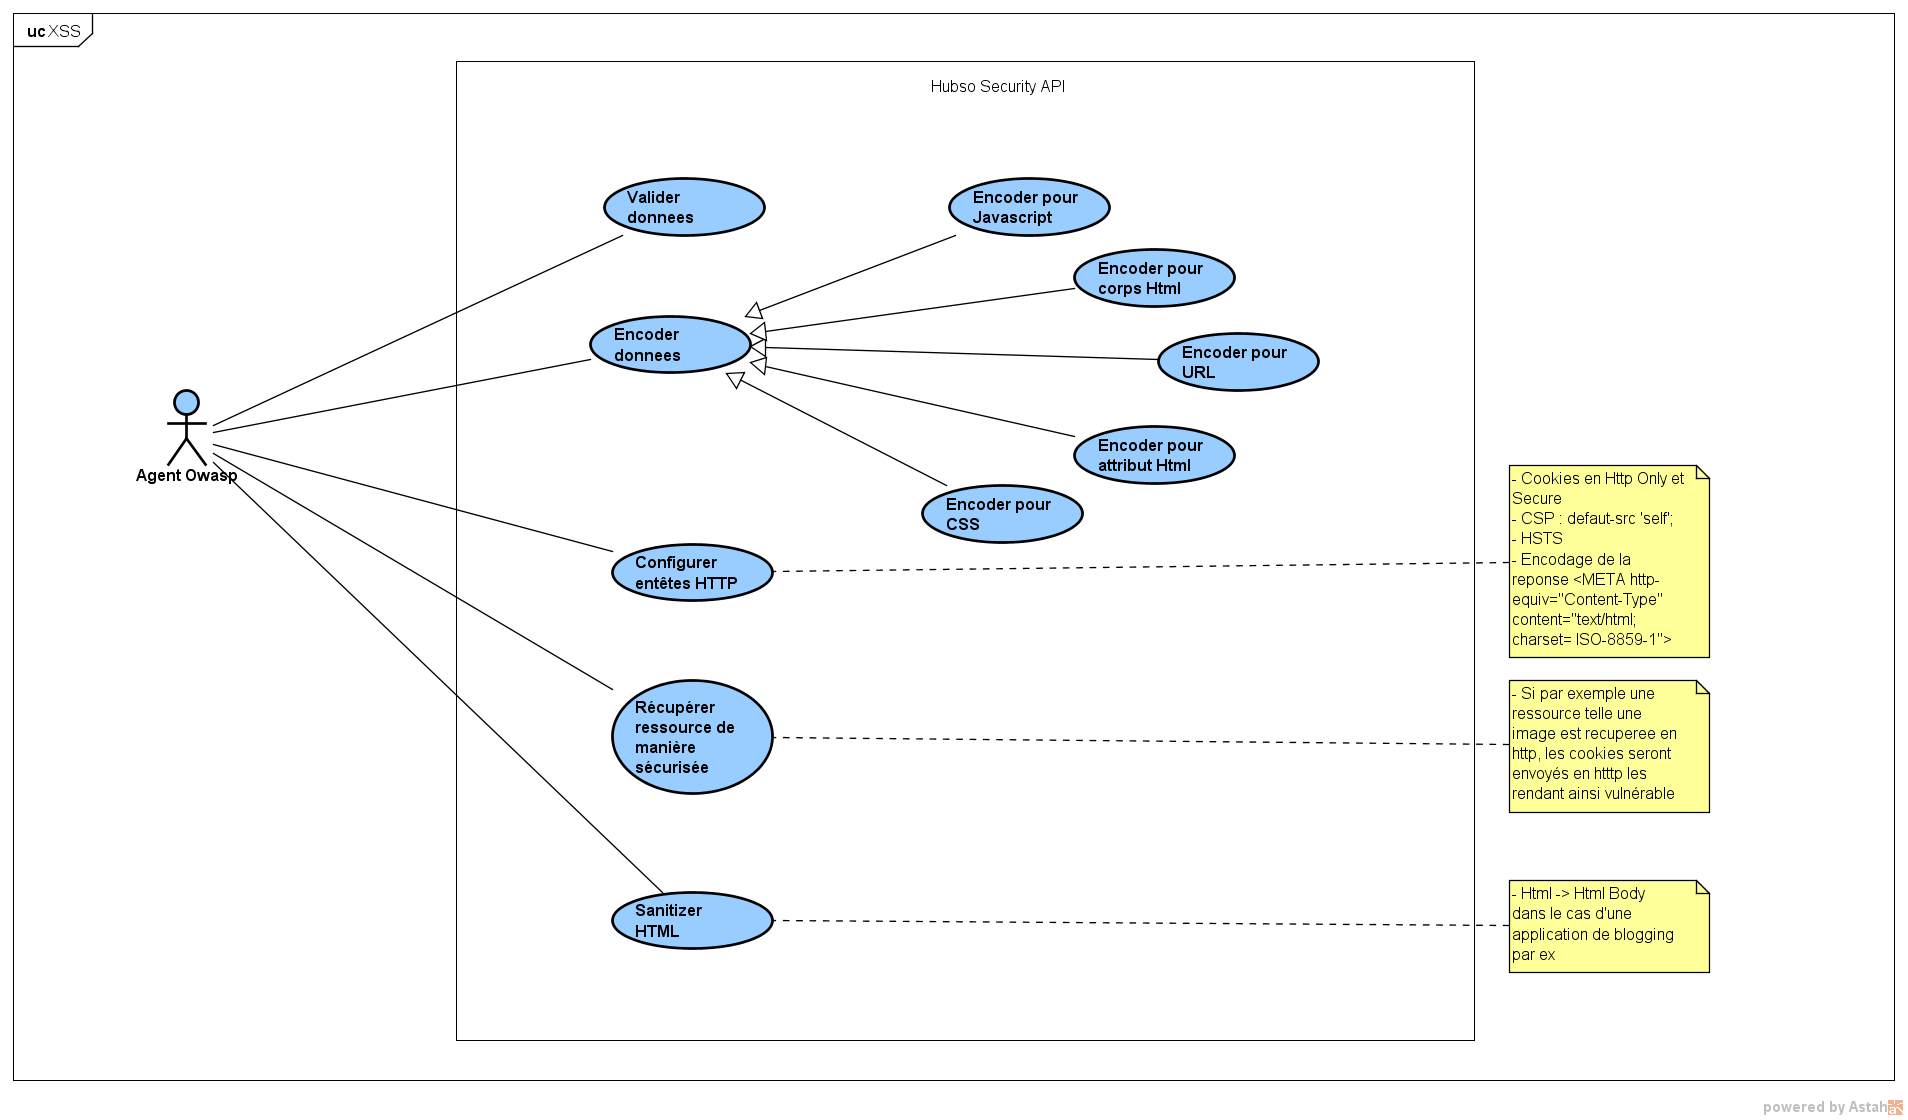 uc XSS
Hubso Security API
Valider
donnees
Encoder pour
Javascript
Encoder pour
corps Html
Encoder
donnees
Encoder pour
URL
Agent Owasp
Encoder pour
attribut Html
Encoder pour
CSS
Configurer
entêtes HTTP
- Cookies en Http Only et
Secure
- CSP : defaut-src 'self';
- HSTS
- Encodage de la
reponse <META http-
equiv="Content-Type"
content="text/html;
charset= ISO-8859-1">
Récupérer
ressource de
manière
sécurisée
- Si par exemple une
ressource telle une
image est recuperee en
http, les cookies seront
envoyés en htttp les
rendant ainsi vulnérable
Sanitizer
HTML
- Html -> Html Body
dans le cas d'une
application de blogging
par ex
powered by Astah